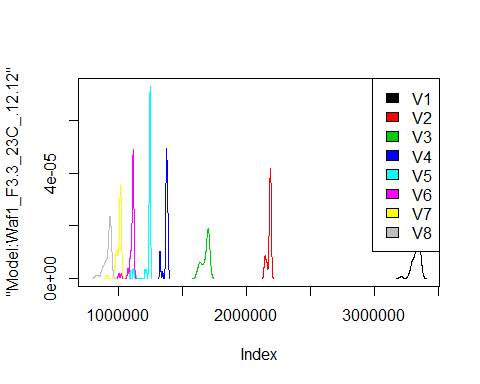 "Model:Waf1_F3.3_23C_.12.12"
4e-05
0e+00
V1
V2
V3
V4
V5
V6
V7
V8
1000000 2000000 3000000
Index